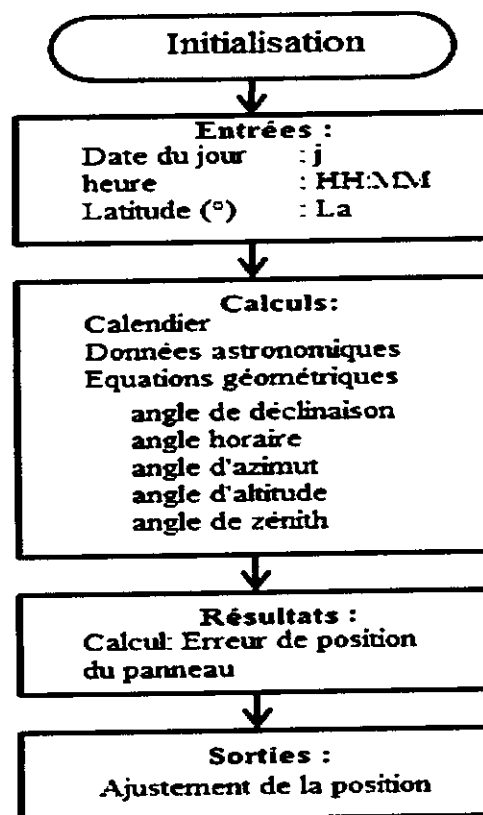 Initialisation
Entrées :
Date du jour : j
heure : HH:MM
Latitude (°) : La
Calculs:
Calendier
Données astronomiques
Equations géométriques
angle de déclinaison
angle horaire
angle d'azimut
angle d'altitude
angle de zénith
Résultats :
Calcul: Erreur de position
du panneau
Sorties :
Ajustement de la position